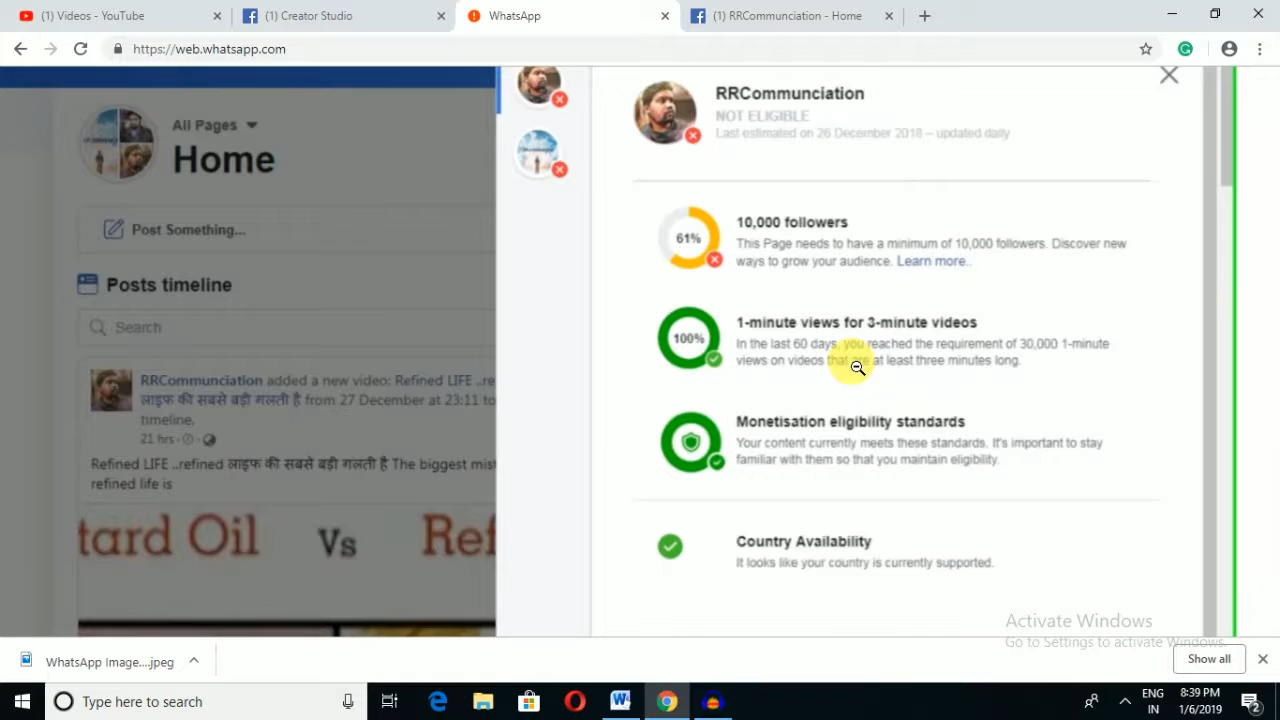 (1) Videos - YouTube
(1) Creator Studio
WhatsApp
(1) RRCommunciation - Home
https://web.whatsapp.com
All Pages
Home
Post Something...
Posts timeline
Search
RRCommunciation added a new video: Refined LIFE ..re
लाइफ की सबसे बड़ी गलती है from 27 December at 23:11 to
timeline.
21 hrs
Refined LIFE ..refined लाइफ की सबसे बड़ी गलती है The biggest mist
refined life is
tard Oil Vs Ref
RRCommunciation
NOT ELIGIBLE
Last estimated on 26 December 2018 – updated daily
61%
10,000 followers
This Page needs to have a minimum of 10,000 followers. Discover new
ways to grow your audience. Learn more..
100%
1-minute views for 3-minute videos
In the last 60 days, you reached the requirement of 30,000 1-minute
views on videos that are at least three minutes long.
Monetisation eligibility standards
Your content currently meets these standards. It's important to stay
familiar with them so that you maintain eligibility.
Country Availability
It looks like your country is currently supported.
Activate Windows
Go to Settings to activate Windows.
WhatsApp Image....jpeg
Show all
Type here to search
ENG
IN
8:39 PM
1/6/2019
2